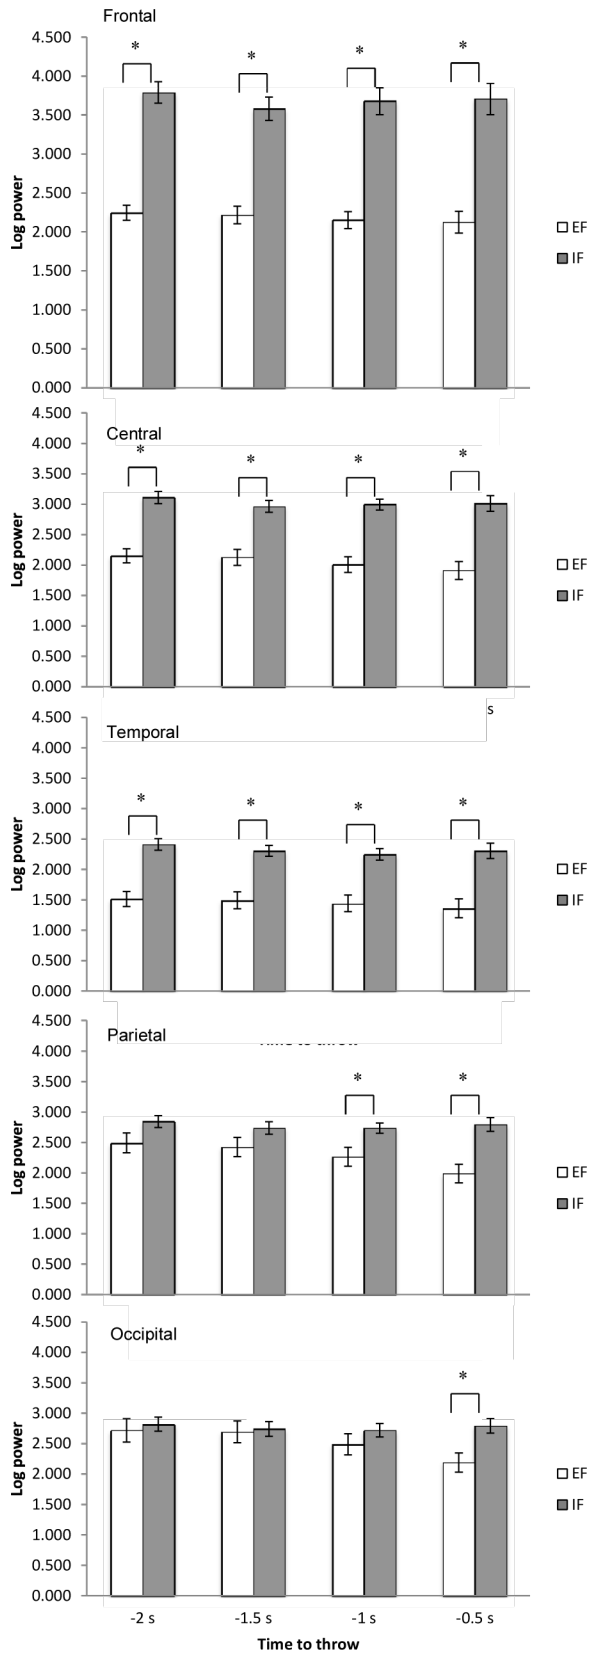 Frontal
4.500
*
*
*
*
4.000
3.500
3.000
2.500
2.000
1.500
1.000
0.500
0.000
Log power
EF
IF
4.500
Central
4.000
*
*
*
*
3.500
3.000
2.500
2.000
1.500
1.000
0.500
0.000
Log power
EF
IF
s
4.500
Temporal
4.000
3.500
3.000
*
*
*
*
2.500
2.000
1.500
1.000
0.500
0.000
Log power
EF
IF
4.500
Parietal
4.000
3.500
*
*
3.000
2.500
2.000
1.500
1.000
0.500
0.000
Log power
EF
IF
4.500
Occipital
4.000
3.500
*
3.000
2.500
2.000
1.500
1.000
0.500
0.000
Log power
EF
IF
-2 s
-1.5 s
-1 s
-0.5 s
Time to throw